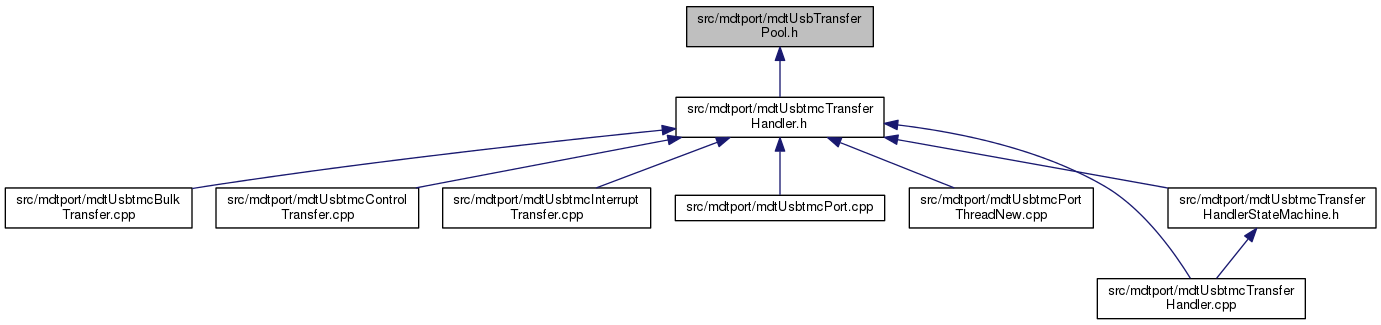 src/mdtport/mdtUsbTransfer
Pool.h
src/mdtport/mdtUsbtmcTransfer
Handler.h
src/mdtport/mdtUsbtmcBulk
Transfer.cpp
src/mdtport/mdtUsbtmcControl
Transfer.cpp
src/mdtport/mdtUsbtmcInterrupt
Transfer.cpp
src/mdtport/mdtUsbtmcPort.cpp
src/mdtport/mdtUsbtmcPort
ThreadNew.cpp
src/mdtport/mdtUsbtmcTransfer
HandlerStateMachine.h
src/mdtport/mdtUsbtmcTransfer
Handler.cpp